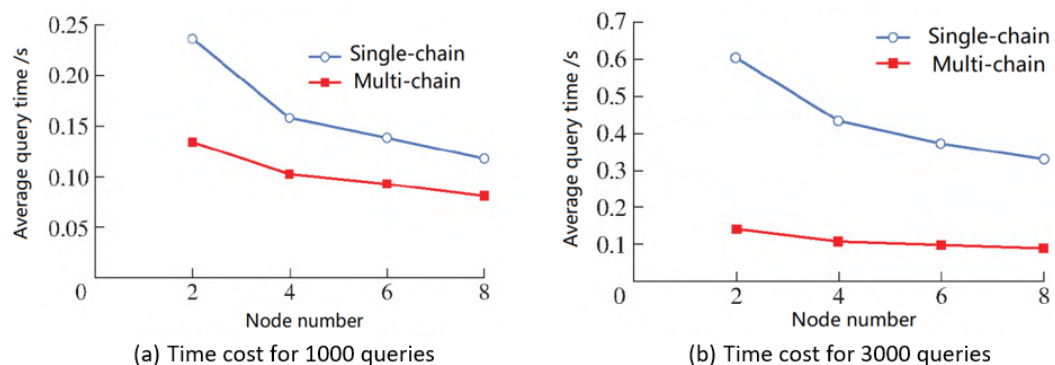 Average query time /s
0.25
0.20
0.15
0.10
0.05
0
2
4
6
8
Single-chain
Multi-chain
Node number
(a) Time cost for 1000 queries
Average query time /s
0.7
0.6
0.5
0.4
0.3
0.2
0.1
0
2
4
6
8
Single-chain
Multi-chain
Node number
(b) Time cost for 3000 queries